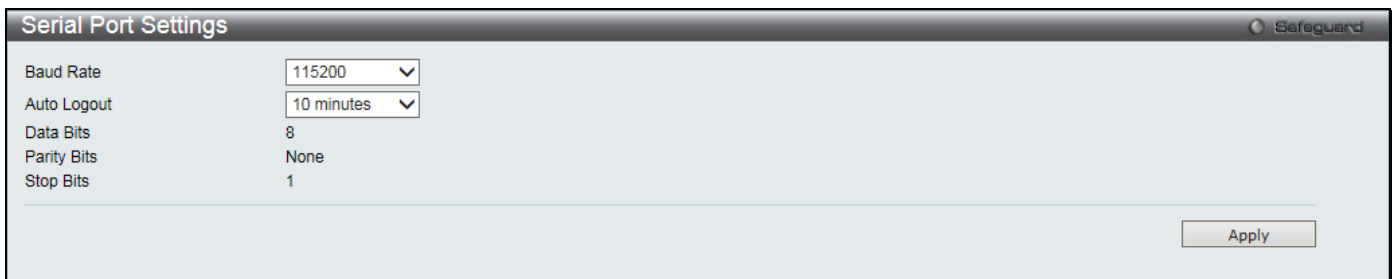 Serial Port Settings
Safeguard
Baud Rate 115200
Auto Logout 10 minutes
Data Bits 8
Parity Bits None
Stop Bits 1
Apply